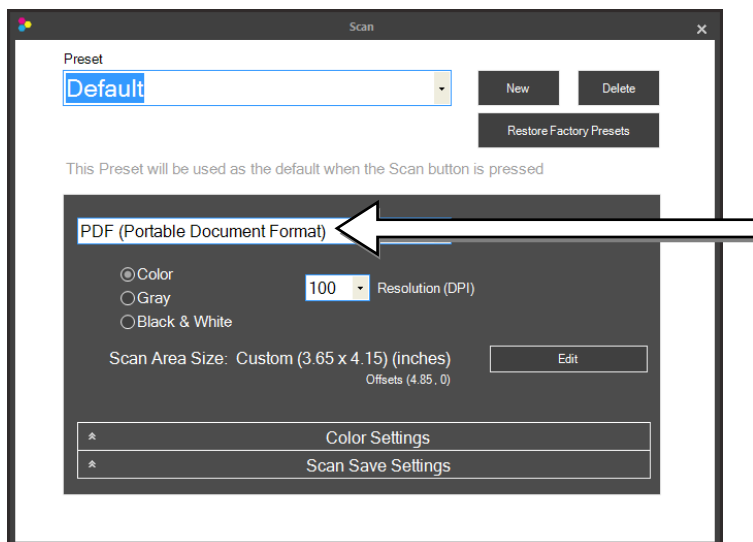 Scan
Preset
Default
New
Delete
Restore Factory Presets
This Preset will be used as the default when the Scan button is pressed
PDF (Portable Document Format)
Color
Gray
Black & White
100
Resolution (DPI)
Scan Area Size: Custom (3.65 x 4.15) (inches)
Edit
Offsets (4.85, 0)
Color Settings
Scan Save Settings